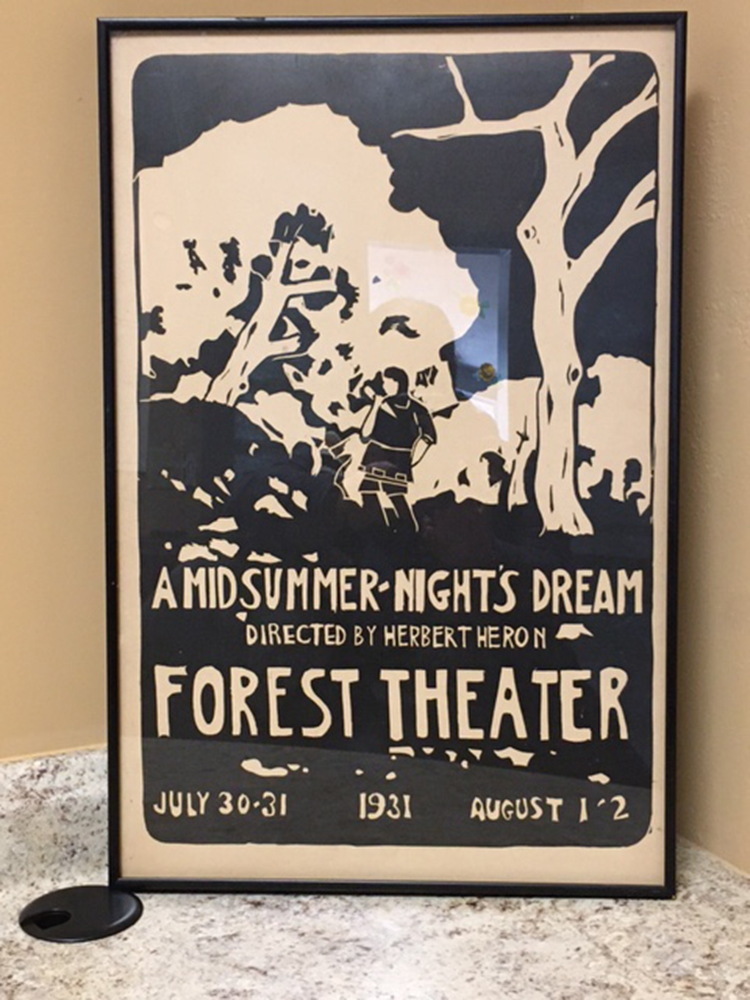 A MIDSUMMER-NIGHT'S DREAM
DIRECTED BY HERBERT HERON
FOREST THEATER
JULY 30-31 1931 AUGUST 1-2